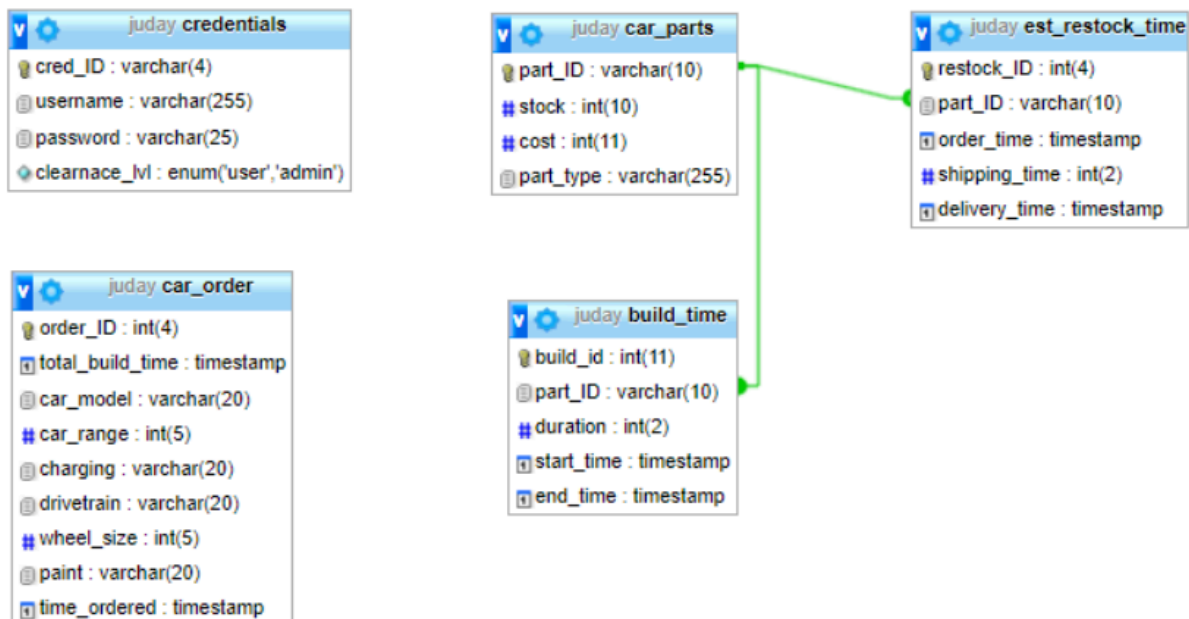 juday credentials
cred_ID : varchar(4)
username : varchar(255)
password : varchar(25)
clearnace_lvl : enum('user','admin')
juday car_parts
part_ID : varchar(10)
stock : int(10)
cost : int(11)
part_type : varchar(255)
juday est_restock_time
restock_ID : int(4)
part_ID : varchar(10)
order_time : timestamp
shipping_time : int(2)
delivery_time : timestamp
juday car_order
order_ID : int(4)
total_build_time : timestamp
car_model : varchar(20)
car_range : int(5)
charging : varchar(20)
drivetrain : varchar(20)
wheel_size : int(5)
paint : varchar(20)
time_ordered : timestamp
juday build_time
build_id : int(11)
part_ID : varchar(10)
duration : int(2)
start_time : timestamp
end_time : timestamp